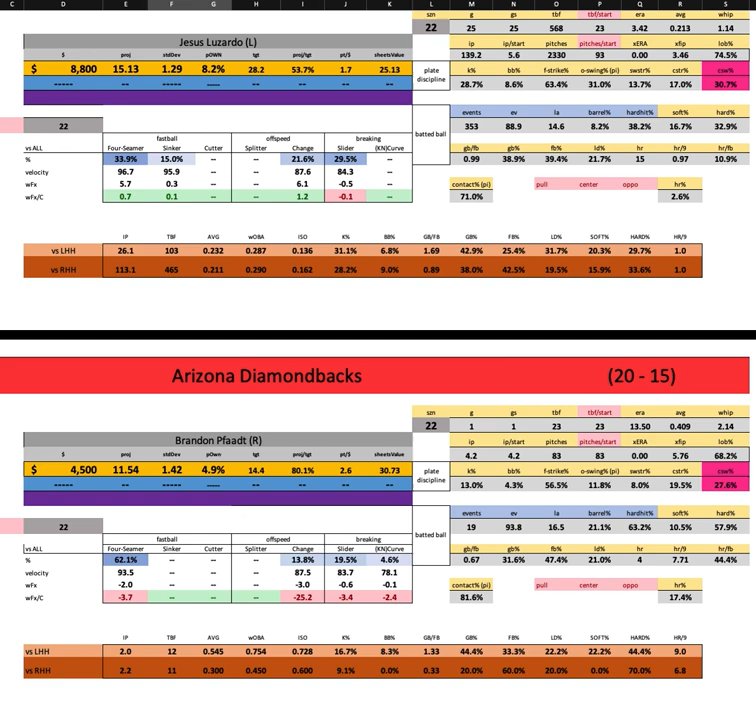 C D E F G H I J K L M N O P Q R S
szn g gs tbf tbf/start era avg whip
22 25 25 568 23 3.42 0.213 1.14
Jesus Luzardo (L)
ip ip/start pitches pitches/start xERA xfip lob%
139.2 5.6 2330 93 0.00 3.46 74.5%
$ proj stdDev pOWN tgt proj/tgt pt/$ sheetsValue
$ 8,800 15.13 1.29 8.2% 28.2 53.7% 1.7 25.13
plate discipline
k% bb% f-strike% o-swing% (pi) swstr% cstr% csw%
28.7% 8.6% 63.4% 31.0% 13.7% 17.0% 30.7%
----- -- -- — -- -- -- --
events ev la barrel% hardhit% soft% hard%
353 88.9 14.6 8.2% 38.2% 16.7% 32.9%
22
batted ball
fastball offspeed breaking
vs ALL Four-Seamer Sinker Cutter Splitter Change Slider (KN)Curve
gb/fb gb% fb% ld% hr hr/9 hr/fb
0.99 38.9% 39.4% 21.7% 15 0.97 10.9%
% 33.9% 15.0% -- -- 21.6% 29.5% --
velocity 96.7 95.9 -- -- 87.6 84.3 --
wFx 5.7 0.3 -- -- 6.1 -0.5 --
wFx/C 0.7 0.1 -- -- 1.2 -0.1 --
contact% (pi) pull center oppo hr%
71.0% 2.6%
IP TBF AVG wOBA ISO K% BB% GB/FB GB% FB% LD% SOFT% HARD% HR/9
vs LHH 26.1 103 0.232 0.287 0.136 31.1% 6.8% 1.69 42.9% 25.4% 31.7% 20.3% 29.7% 1.0
vs RHH 113.1 465 0.211 0.290 0.162 28.2% 9.0% 0.89 38.0% 42.5% 19.5% 15.9% 33.6% 1.0
Arizona Diamondbacks (20 - 15)
szn g gs tbf tbf/start era avg whip
22 1 1 23 23 13.50 0.409 2.14
Brandon Pfaadt (R)
ip ip/start pitches pitches/start xERA xfip lob%
4.2 4.2 83 83 0.00 5.76 68.2%
$ proj stdDev pOwn tgt proj/tgt pt/$ sheetsValue
$ 4,500 11.54 1.42 4.9% 14.4 80.1% 2.6 30.73
plate discipline
k% bb% f-strike% o-swing% (pi) swstr% cstr% csw%
13.0% 4.3% 56.5% 11.8% 8.0% 19.5% 27.6%
----- -- -- — -- -- -- --
events ev la barrel% hardhit% soft% hard%
19 93.8 16.5 21.1% 63.2% 10.5% 57.9%
22
batted ball
fastball offspeed breaking
vs ALL Four-Seamer Sinker Cutter Splitter Change Slider (KN)Curve
gb/fb gb% fb% ld% hr hr/9 hr/fb
0.67 31.6% 47.4% 21.0% 4 7.71 44.4%
% 62.1% -- -- -- 13.8% 19.5% 4.6%
velocity 93.5 -- -- -- 87.5 83.7 78.1
wFx -2.0 -- -- -- -3.0 -0.6 -0.1
wFx/C -3.7 -- -- -- -25.2 -3.4 -2.4
contact% (pi) pull center oppo hr%
81.6% 17.4%
IP TBF AVG wOBA ISO K% BB% GB/FB GB% FB% LD% SOFT% HARD% HR/9
vs LHH 2.0 12 0.545 0.754 0.728 16.7% 8.3% 1.33 44.4% 33.3% 22.2% 22.2% 44.4% 9.0
vs RHH 2.2 11 0.300 0.450 0.600 9.1% 0.0% 0.33 20.0% 60.0% 20.0% 0.0% 70.0% 6.8